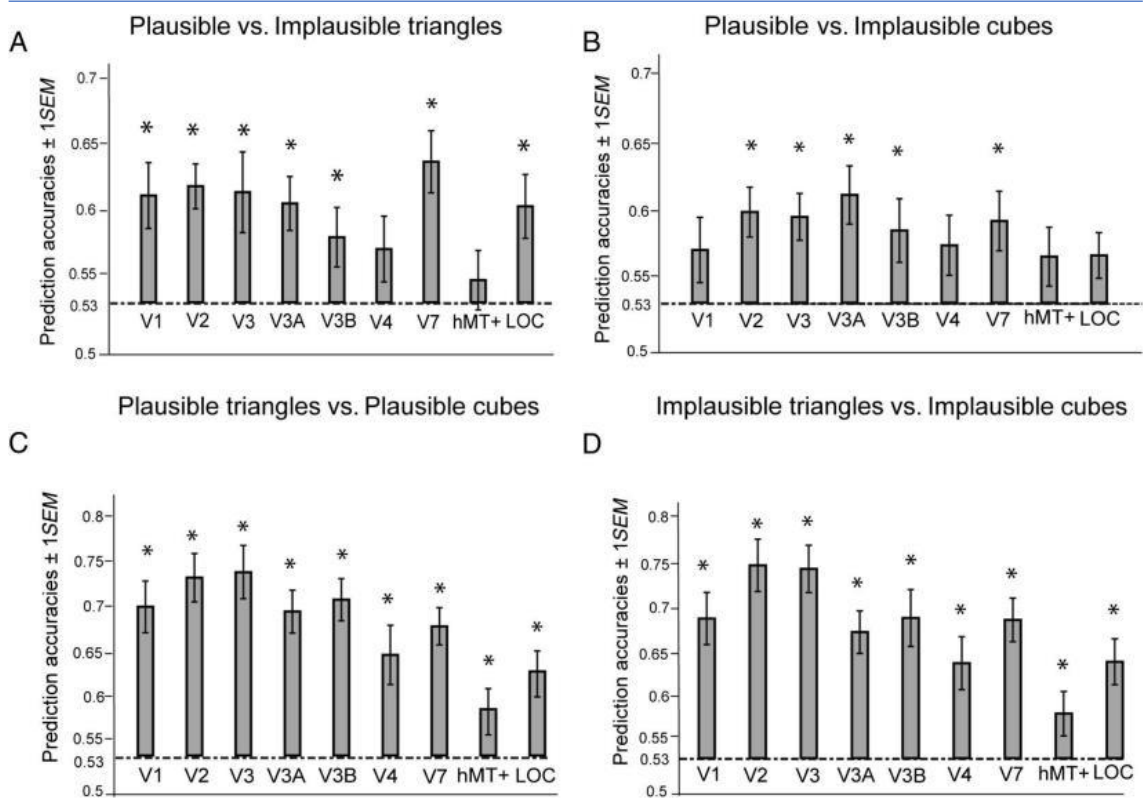 Plausible vs. Implausible triangles
A
Prediction accuracies ± 1SEM
0.7
0.65
0.6
0.55
0.53
0.5
* * * * * * *
V1 V2 V3 V3A V3B V4 V7 hMT+ LOC
Plausible vs. Implausible cubes
B
Prediction accuracies ± 1SEM
0.7
0.65
0.6
0.55
0.53
0.5
* * * * *
V1 V2 V3 V3A V3B V4 V7 hMT+ LOC
Plausible triangles vs. Plausible cubes
C
Prediction accuracies ± 1SEM
0.8
0.75
0.7
0.65
0.6
0.55
0.53
0.5
* * * * * * * * *
V1 V2 V3 V3A V3B V4 V7 hMT+ LOC
Implausible triangles vs. Implausible cubes
D
Prediction accuracies ± 1SEM
0.8
0.75
0.7
0.65
0.6
0.55
0.53
0.5
* * * * * * * * *
V1 V2 V3 V3A V3B V4 V7 hMT+ LOC